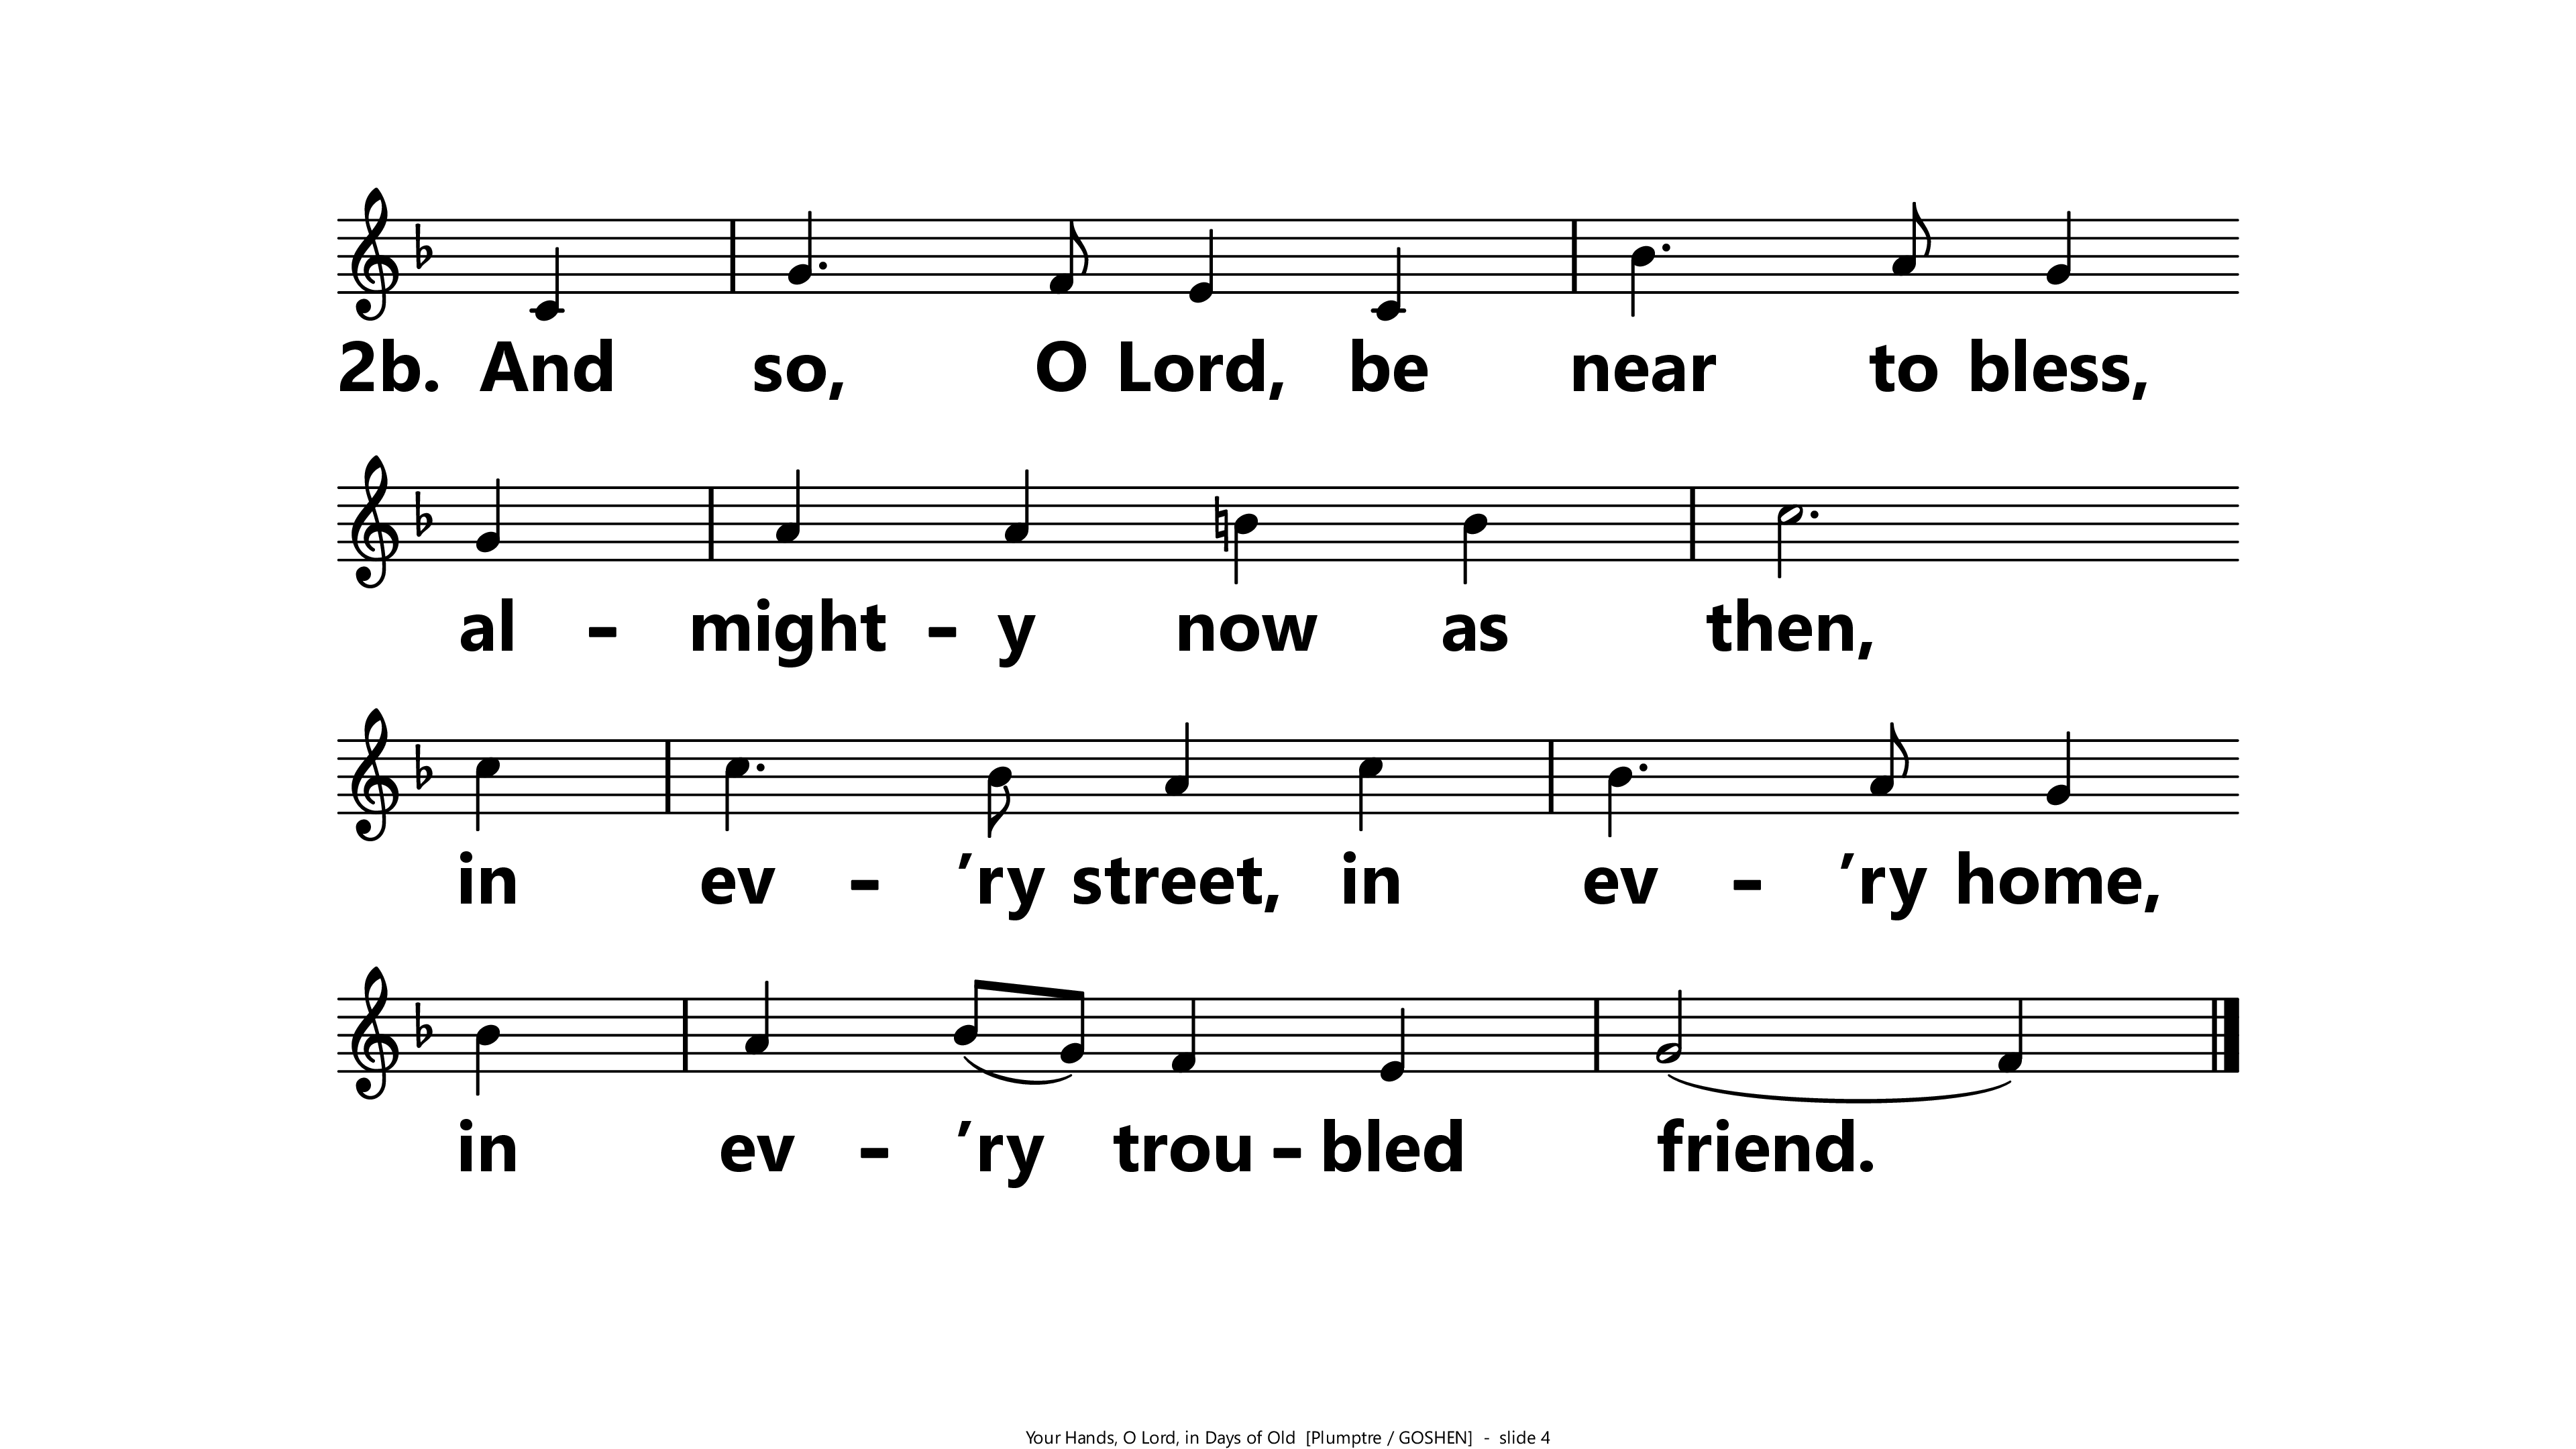 2b. And so, O Lord, be near to bless,
al - might - y now as then,
in ev - ’ry street, in ev - ’ry home,
in ev - ’ry trou - bled friend.
Your Hands, O Lord, in Days of Old [Plumptre / GOSHEN] - slide 4